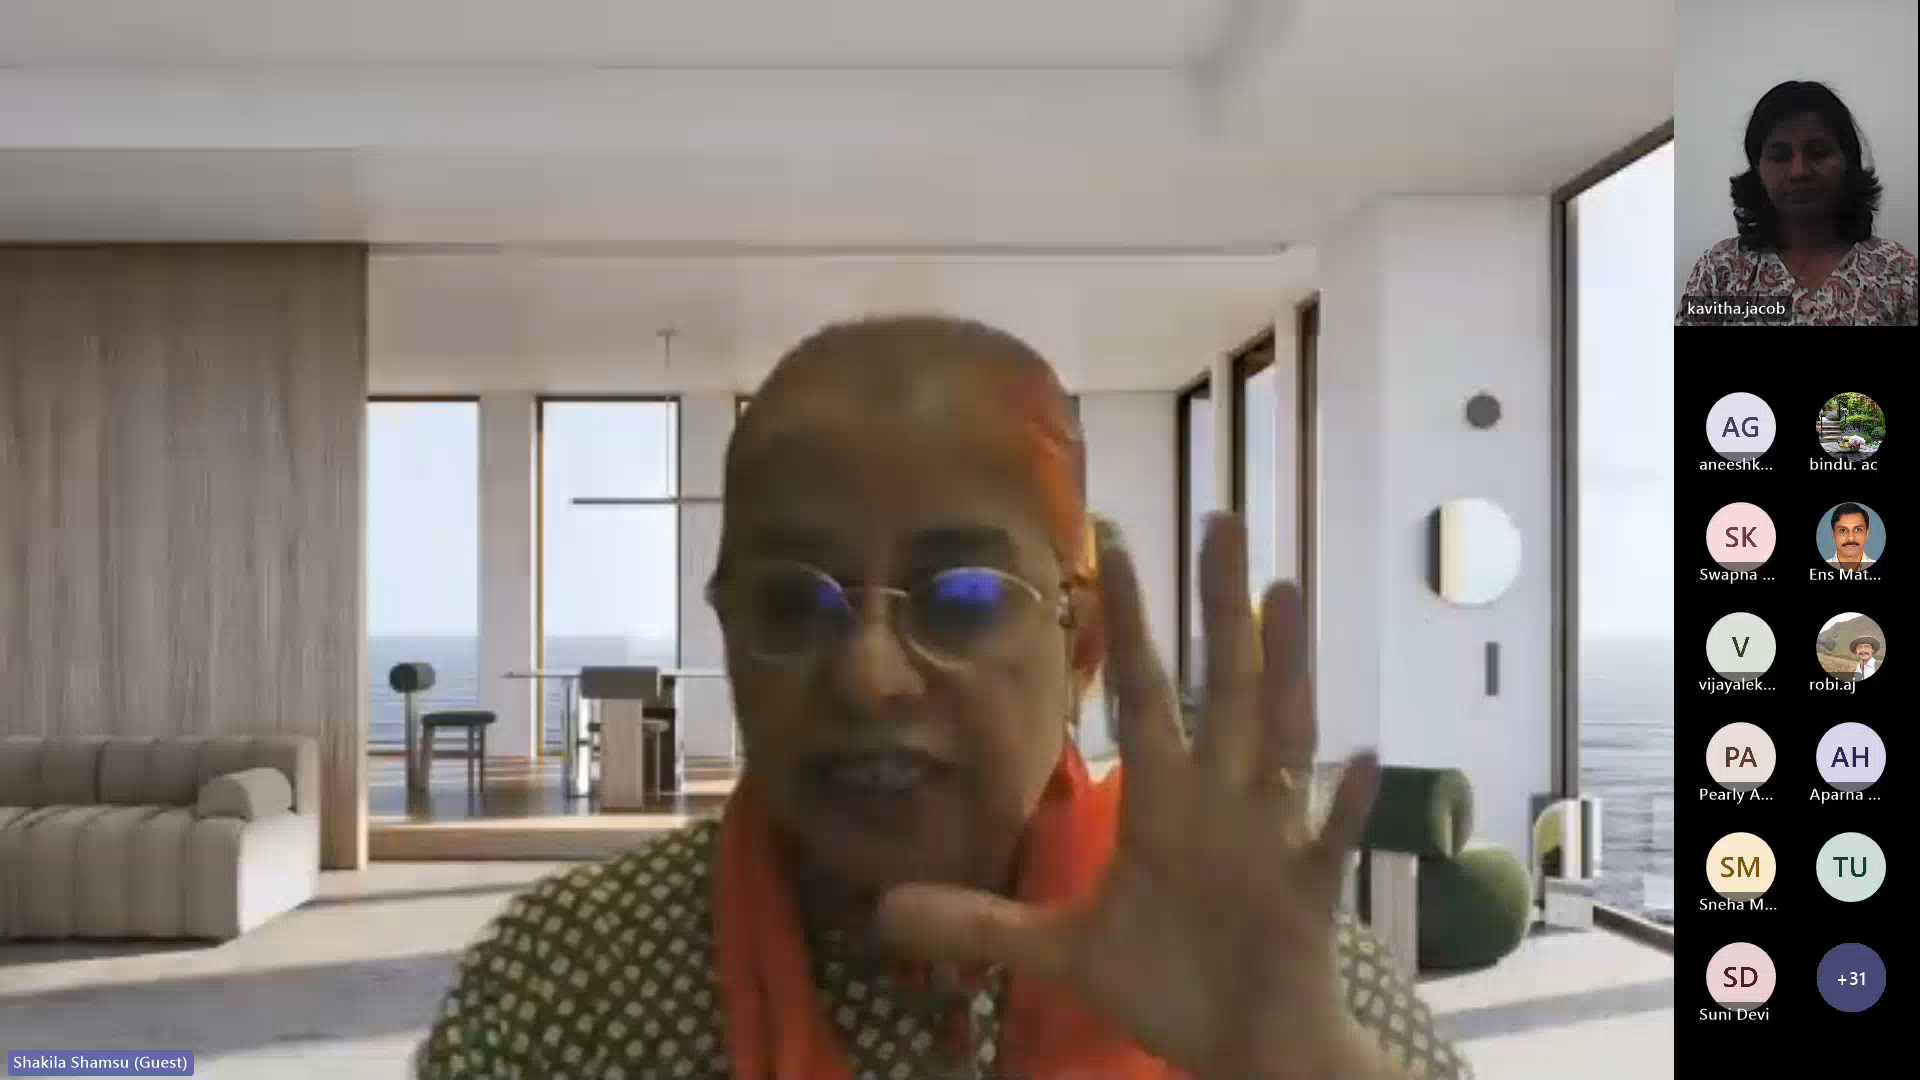 kavitha.jacob
AG
aneeshk...
bindu. ac
SK
Swapna ...
Ens Mat...
V
vijayalek...
robi.aj
PA
Pearly A...
AH
Aparna ...
SM
Sneha M...
TU
SD
Suni Devi
+31
Shakila Shamsu (Guest)